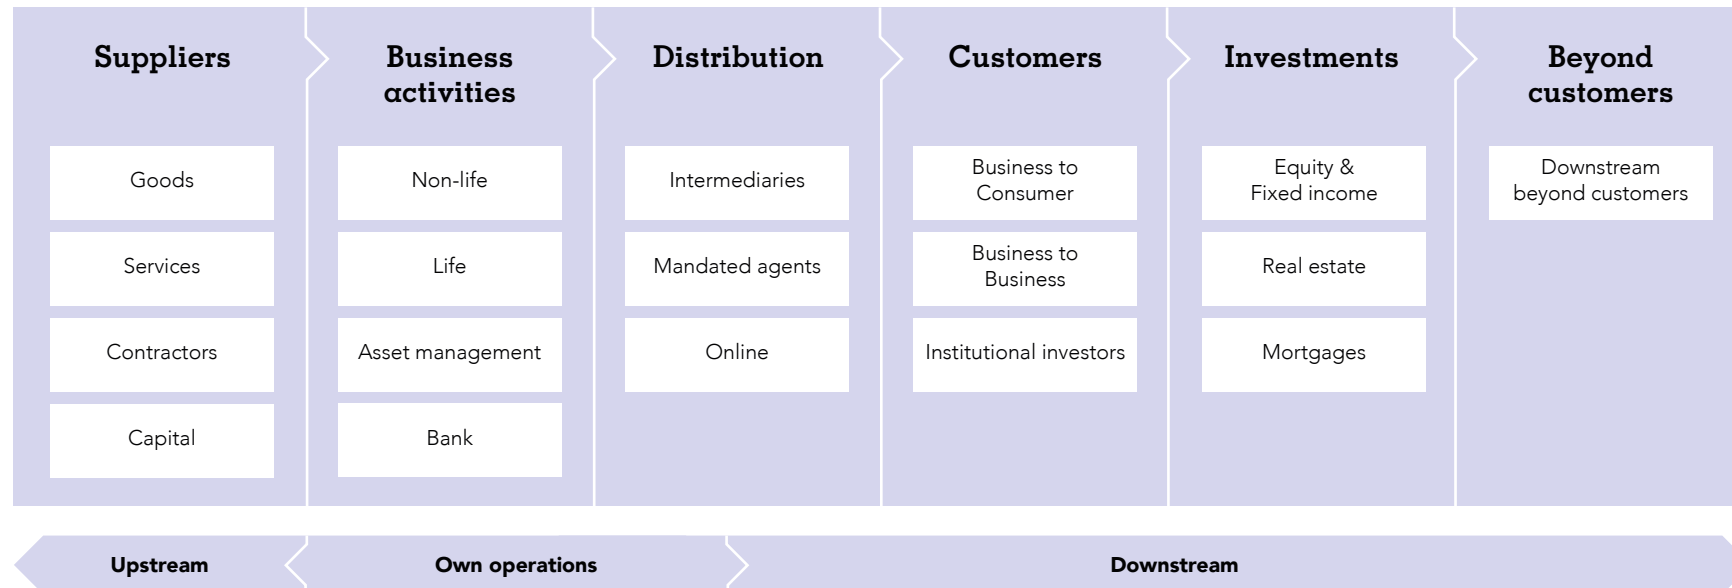 Suppliers
Goods
Services
Contractors
Capital
Business
activities
Non-life
Life
Asset management
Bank
Distribution
Intermediaries
Mandated agents
Online
Customers
Business to
Consumer
Business to
Business
Institutional investors
Investments
Equity &
Fixed income
Real estate
Mortgages
Beyond
customers
Downstream
beyond customers
Upstream
Own operations
Downstream